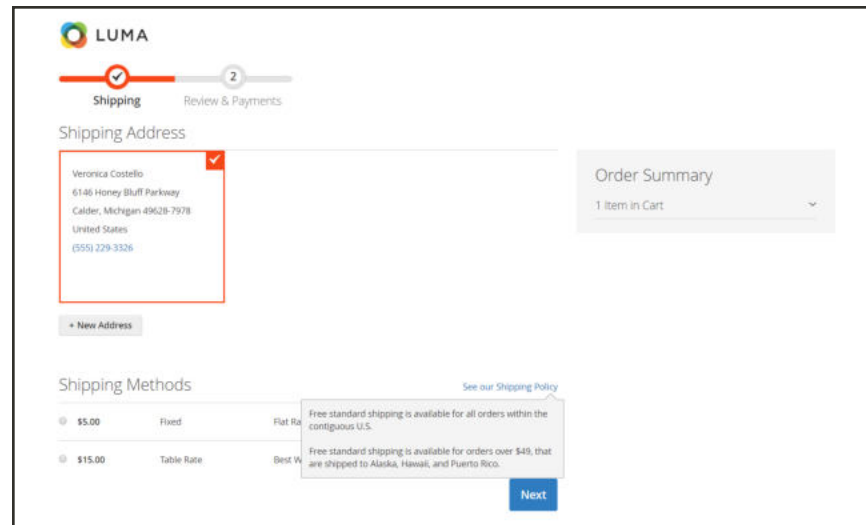 LUMA
2
Shipping
Review & Payments
Shipping Address
Veronica Costello
6146 Honey Bluff Parkway
Calder, Michigan 49628-7978
United States
(555) 229-3326
+ New Address
Order Summary
1 Item in Cart
Shipping Methods
See our Shipping Policy
$5.00 Fixed Flat Ra
Free standard shipping is available for all orders within the
contiguous U.S.
Free standard shipping is available for orders over $49, that
are shipped to Alaska, Hawaii, and Puerto Rico.
$15.00 Table Rate Best W
Next